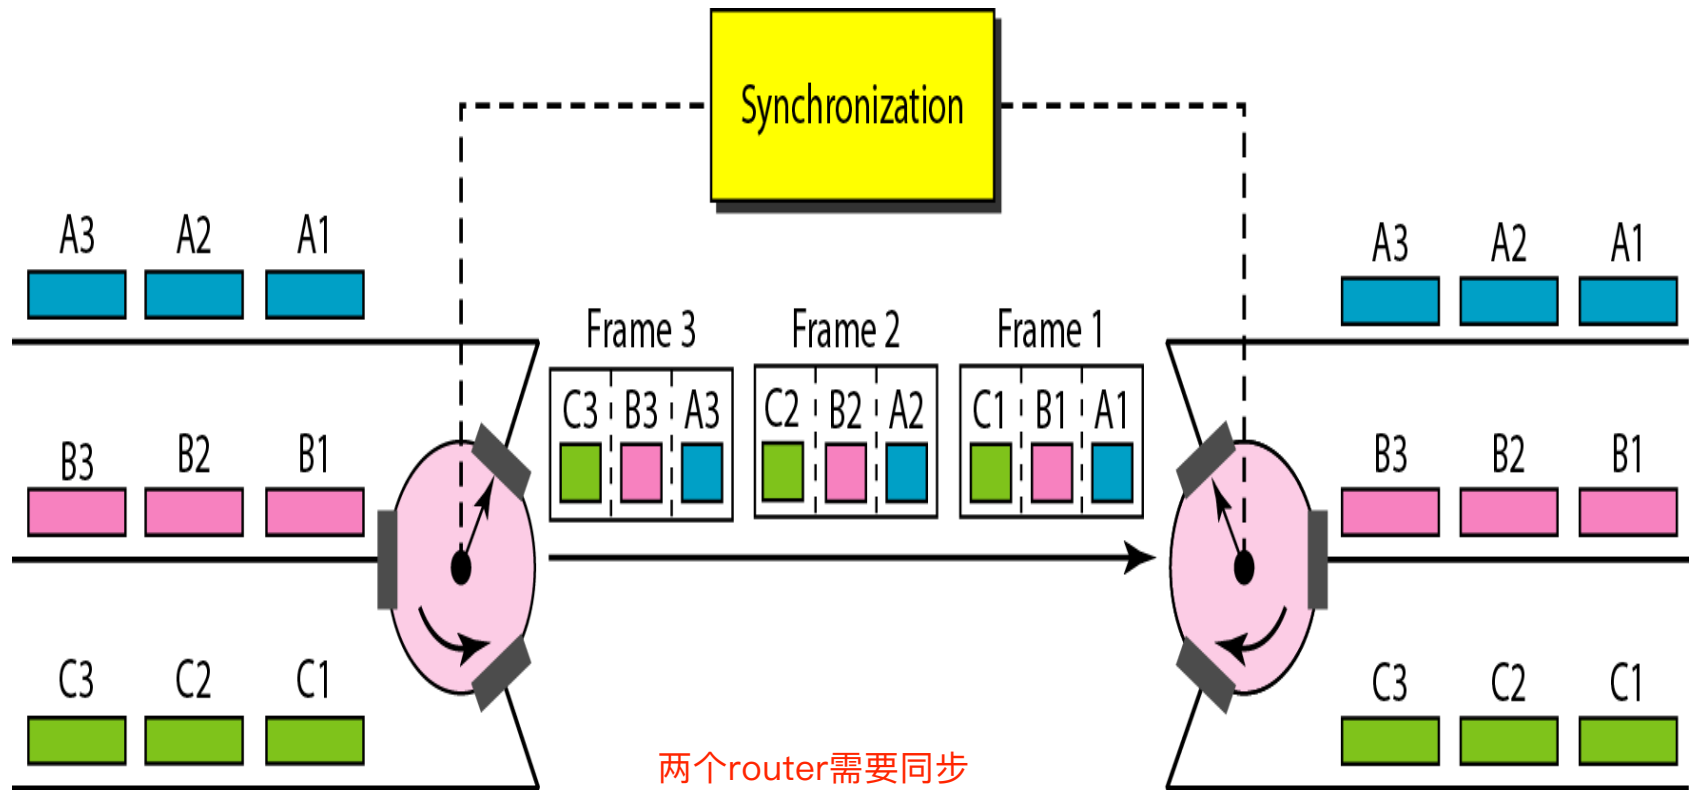 Synchronization
A3 A2 A1
A3 A2 A1
Frame 3 Frame 2 Frame 1
C3 B3 A3 C2 B2 A2 C1 B1 A1
B3 B2 B1
B3 B2 B1
C3 C2 C1
C3 C2 C1
两个router需要同步